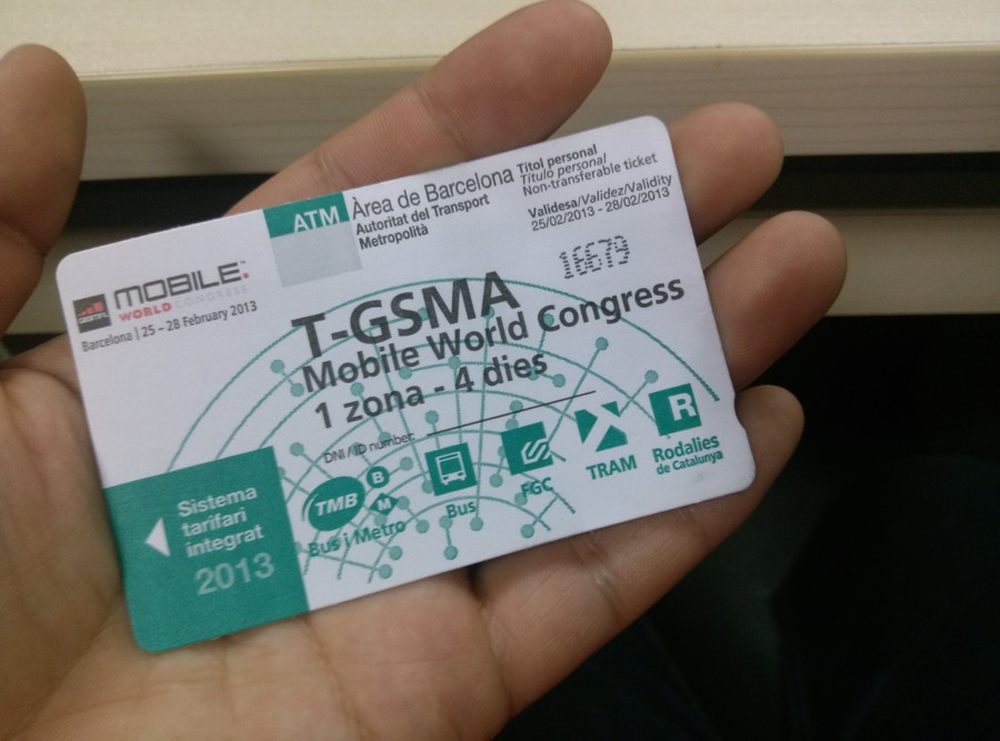 MOBILE
WORLD CONGRESS
Barcelona | 25 – 28 February 2013
ATM
Àrea de Barcelona
Autoritat del Transport
Metropolità
Títol personal
Título personal
Non-transferable ticket
Validesa/Validez/Validity
25/02/2013 - 28/02/2013
16679
T-GSMA
Mobile World Congress
1 zona - 4 dies
DNI / ID number:
TMB
B
M
Bus i Metro
Bus
FGC
TRAM
R
Rodalies
de Catalunya
Sistema
tarifari
integrat
2013